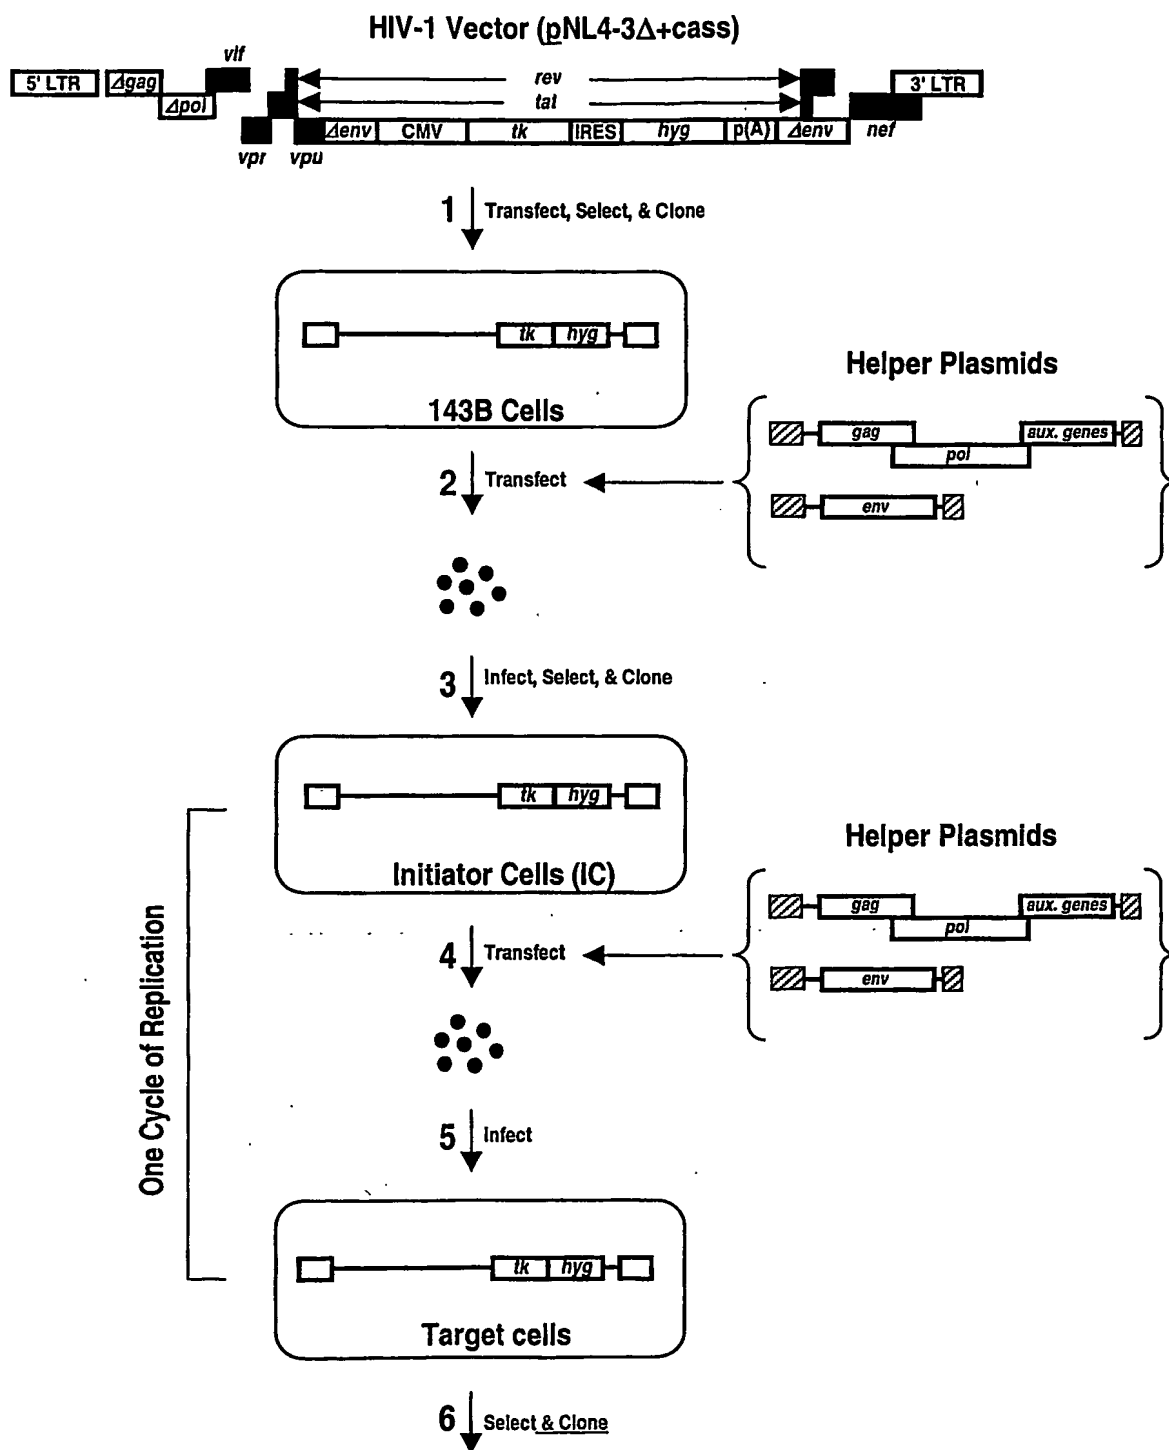 HIV-1 Vector (pNL4-3Δ+cass)
vif
5' LTR Δgag rev 3' LTR
Δpol tat
Δenv CMV tk IRES hyg p(A) Δenv nef
vpr vpu
1 Transfect, Select, & Clone
tk hyg
143B Cells
Helper Plasmids
gag aux. genes
pol
env
2 Transfect
3 Infect, Select, & Clone
tk hyg
Initiator Cells (IC)
Helper Plasmids
gag aux. genes
pol
env
4 Transfect
One Cycle of Replication
5 Infect
tk hyg
Target cells
6 Select & Clone